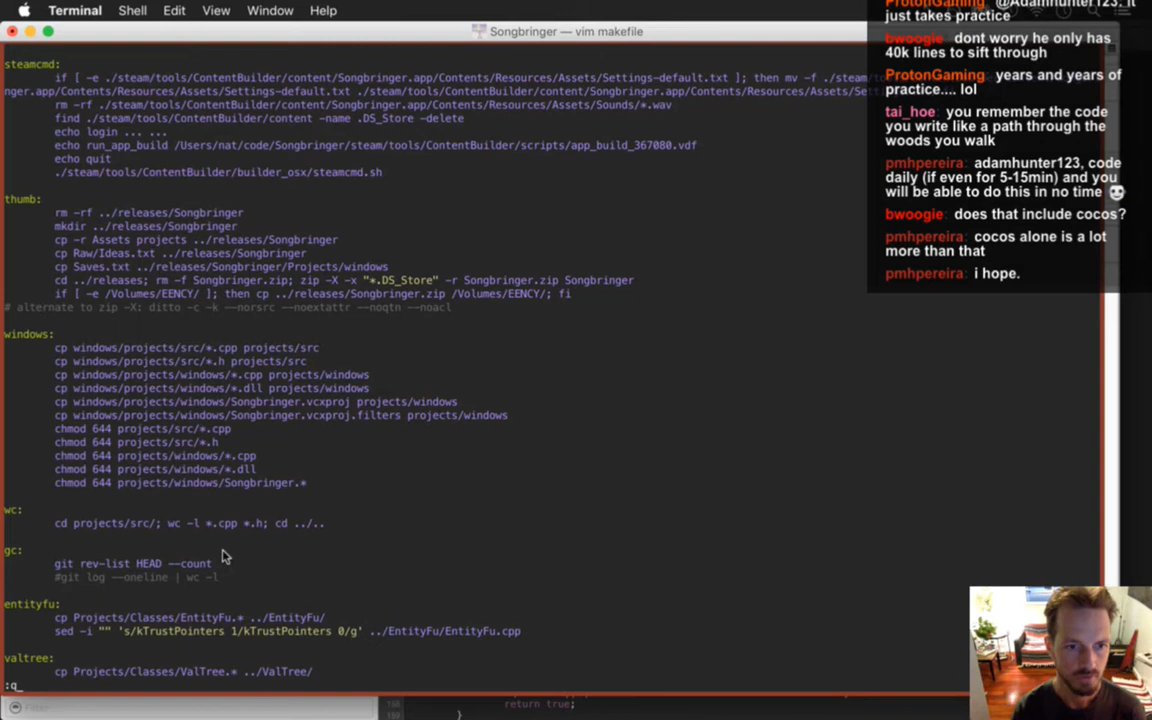 Terminal Shell Edit View Window Help
Songbringer — vim makefile
steamcmd:
if [ -e ./steam/tools/ContentBuilder/content/Songbringer.app/Contents/Resources/Assets/Settings-default.txt ]; then mv -f ./steam/to
nger.app/Contents/Resources/Assets/Settings-default.txt ./steam/tools/ContentBuilder/content/Songbringer.app/Contents/Resources/Assets/Sett
rm -rf ./steam/tools/ContentBuilder/content/Songbringer.app/Contents/Resources/Assets/Sounds/*.wav
find ./steam/tools/ContentBuilder/content -name .DS_Store -delete
echo login ... ...
echo run_app_build /Users/nat/code/Songbringer/steam/tools/ContentBuilder/scripts/app_build_367080.vdf
echo quit
./steam/tools/ContentBuilder/builder_osx/steamcmd.sh
thumb:
rm -rf ../releases/Songbringer
mkdir ../releases/Songbringer
cp -r Assets projects ../releases/Songbringer
cp Raw/Ideas.txt ../releases/Songbringer
cp Saves.txt ../releases/Songbringer/Projects/windows
cd ../releases; rm -f Songbringer.zip; zip -X -x "*.DS_Store" -r Songbringer.zip Songbringer
if [ -e /Volumes/EENCY/ ]; then cp ../releases/Songbringer.zip /Volumes/EENCY/; fi
# alternate to zip -X: ditto -c -k --norsrc --noextattr --noqtn --noacl
windows:
cp windows/projects/src/*.cpp projects/src
cp windows/projects/src/*.h projects/src
cp windows/projects/windows/*.cpp projects/windows
cp windows/projects/windows/*.dll projects/windows
cp windows/projects/windows/Songbringer.vcxproj projects/windows
cp windows/projects/windows/Songbringer.vcxproj.filters projects/windows
chmod 644 projects/src/*.cpp
chmod 644 projects/src/*.h
chmod 644 projects/windows/*.cpp
chmod 644 projects/windows/*.dll
chmod 644 projects/windows/Songbringer.*
wc:
cd projects/src/; wc -l *.cpp *.h; cd ../..
gc:
git rev-list HEAD --count
#git log --oneline | wc -l
entityfu:
cp Projects/Classes/EntityFu.* ../EntityFu/
sed -i "" 's/kTrustPointers 1/kTrustPointers 0/g' ../EntityFu/EntityFu.cpp
valtree:
cp Projects/Classes/ValTree.* ../ValTree/
:q
Filter
158 return true;
159 }
ProtonGaming @Adamhunter123: it
just takes practice
bwoogie: dont worry he only has
40k lines to sift through
ProtonGaming: years and years of
practice.... lol
tai_hoe: you remember the code
you write like a path through the
woods you walk
pmhpereira: adamhunter123, code
daily (if even for 5-15min) and you
will be able to do this in no time
bwoogie: does that include cocos?
pmhpereira: cocos alone is a lot
more than that
pmhpereira: i hope.